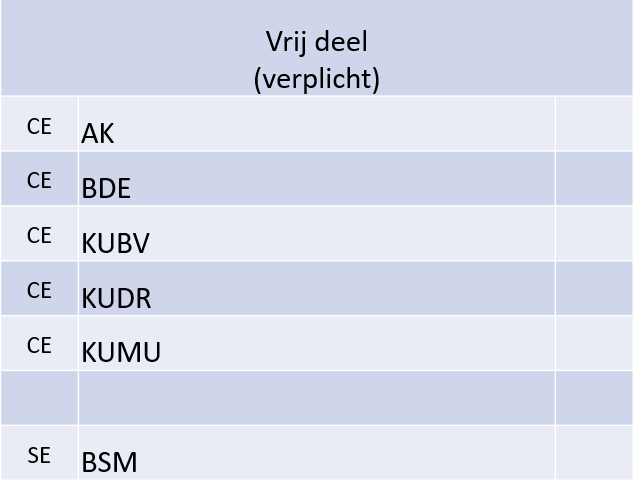 Vrij deel
(verplicht)
CE AK
CE BDE
CE KUBV
CE KUDR
CE KUMU
SE BSM